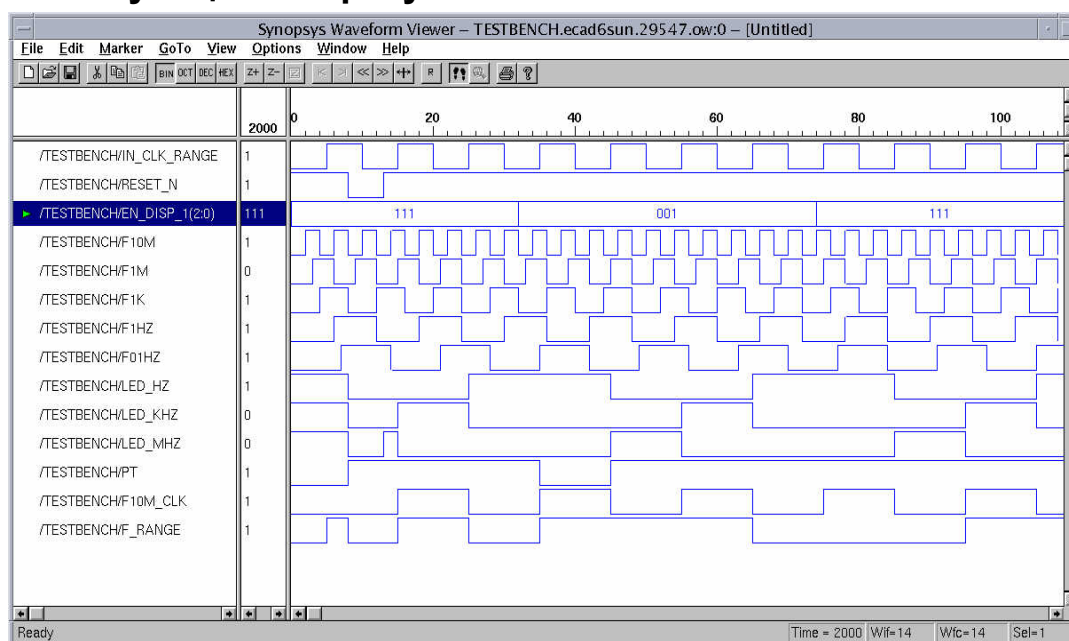 Synopsys Waveform Viewer – TESTBENCH.ecad6sun.29547.ow:0 – [Untitled]
File Edit Marker GoTo View Options Window Help
BIN OCT DEC HEX Z+ Z− R
2000 0 20 40 60 80 100
/TESTBENCH/IN_CLK_RANGE 1
/TESTBENCH/RESET_N 1
/TESTBENCH/EN_DISP_1(2:0) 111 111 001 111
/TESTBENCH/F10M 1
/TESTBENCH/F1M 0
/TESTBENCH/F1K 1
/TESTBENCH/F1HZ 1
/TESTBENCH/F01HZ 1
/TESTBENCH/LED_HZ 1
/TESTBENCH/LED_KHZ 0
/TESTBENCH/LED_MHZ 0
/TESTBENCH/PT 1
/TESTBENCH/F10M_CLK 1
/TESTBENCH/F_RANGE 1
Ready Time = 2000 Wif=14 Wfc=14 Sel=1